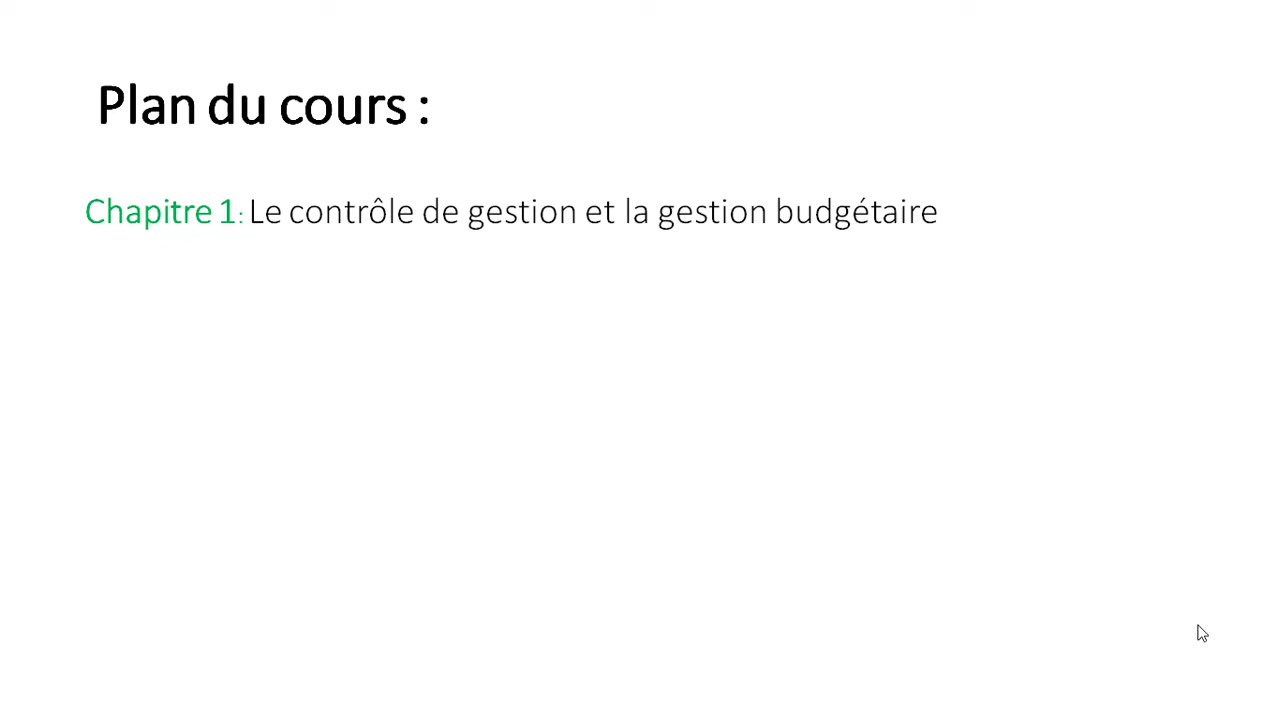 Plan du cours :
Chapitre 1: Le contrôle de gestion et la gestion budgétaire